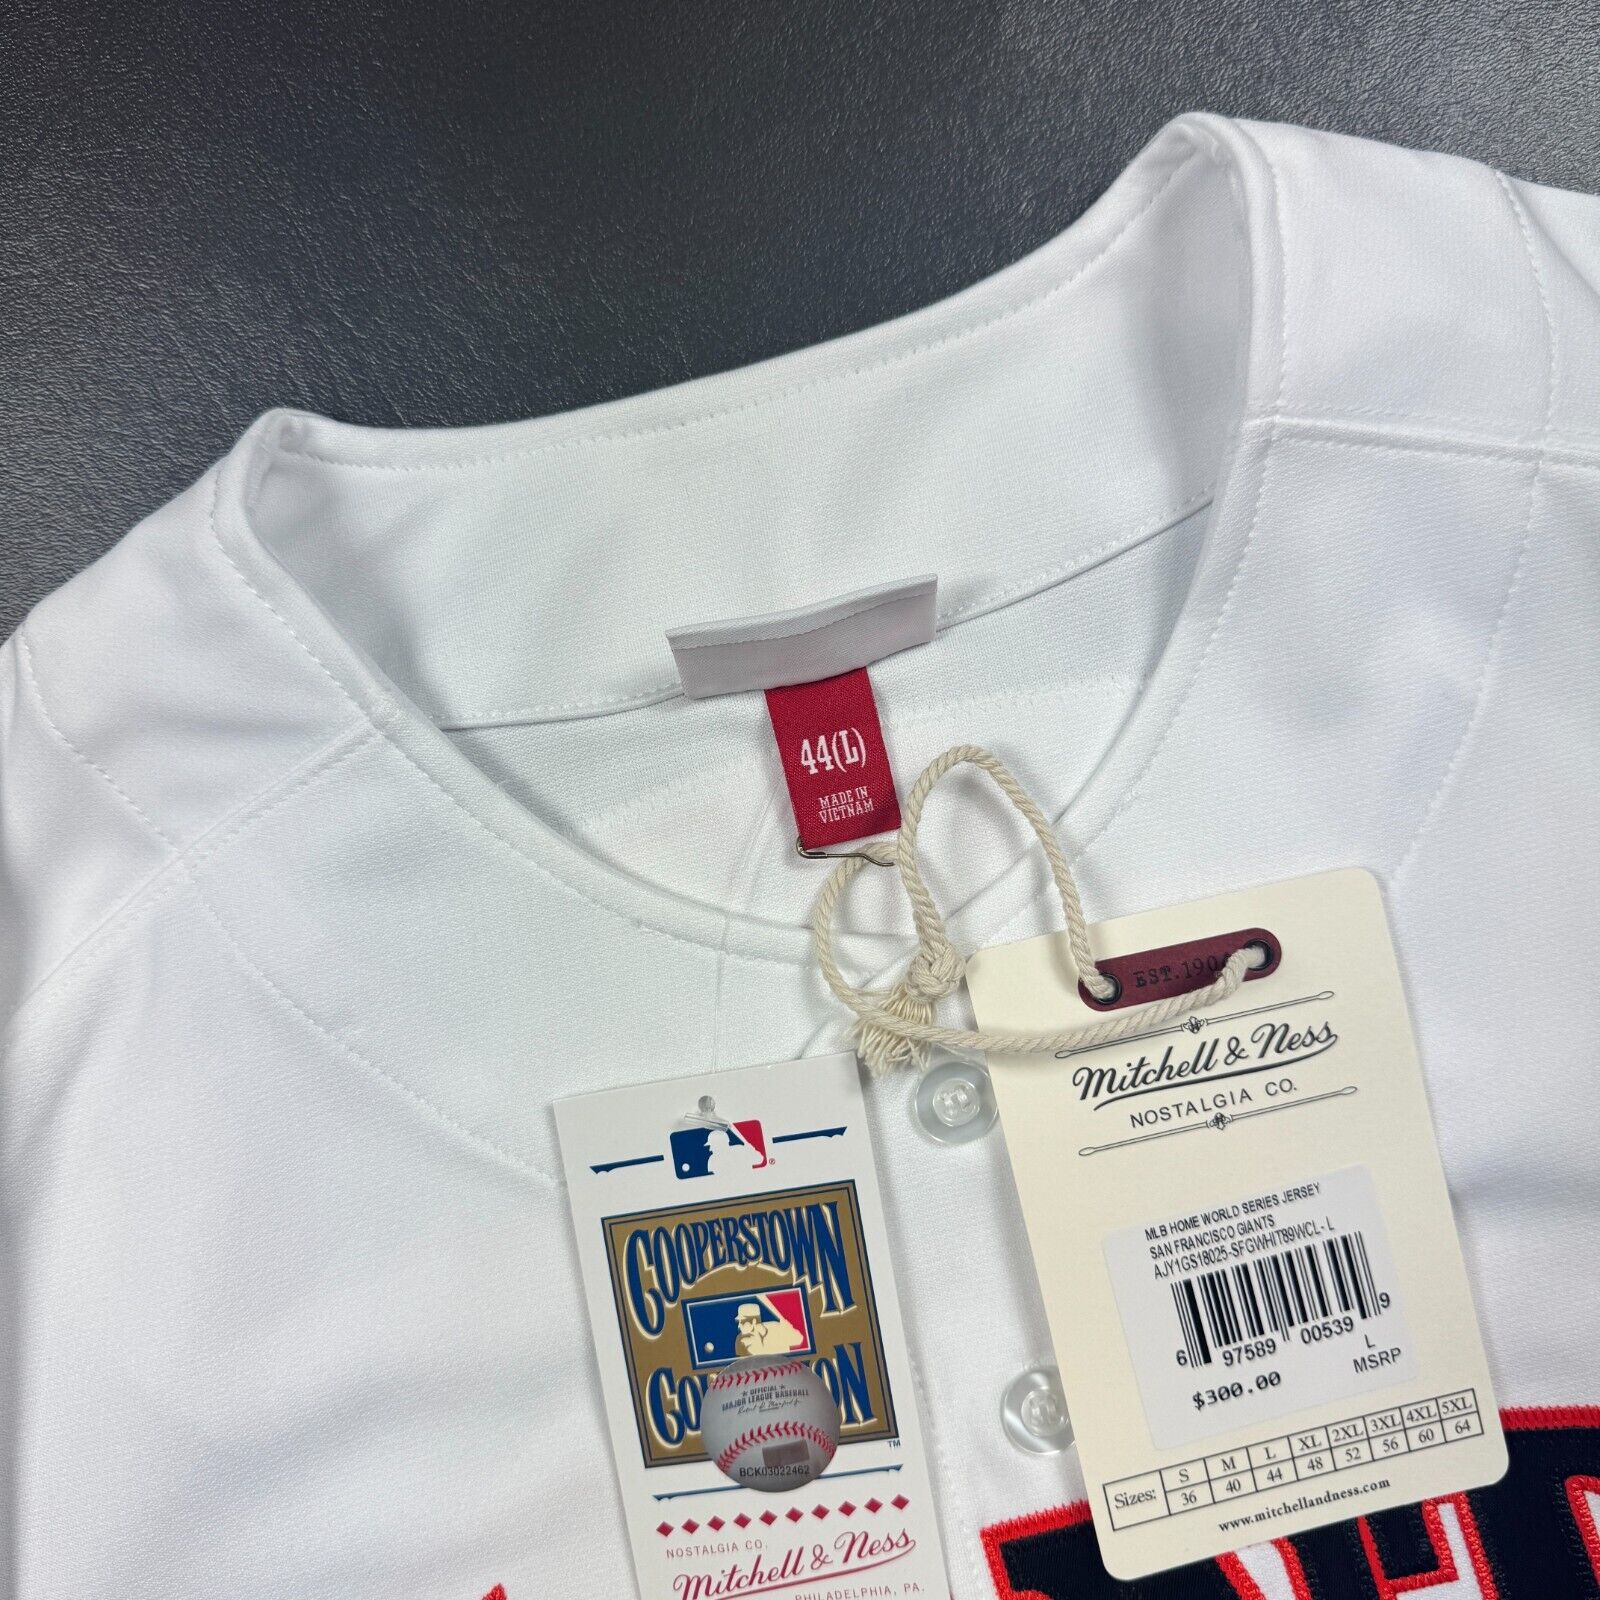 44(L)
MADE IN
VIETNAM
EST. 1904
Mitchell & Ness
NOSTALGIA CO.
MLB HOME WORLD SERIES JERSEY
SAN FRANCISCO GIANTS
AJY1GS18025-SFGWHIT89WCL- L
6 97589 00539 9
L
$300.00 MSRP
Sizes: S M L XL 2XL 3XL 4XL 5XL
36 40 44 48 52 56 60 64
www.mitchellandness.com
COOPERSTOWN
★ OFFICIAL ★
MAJOR LEAGUE BASEBALL
BCK03022462
TM
NOSTALGIA CO.
Mitchell & Ness
PHILADELPHIA, PA.